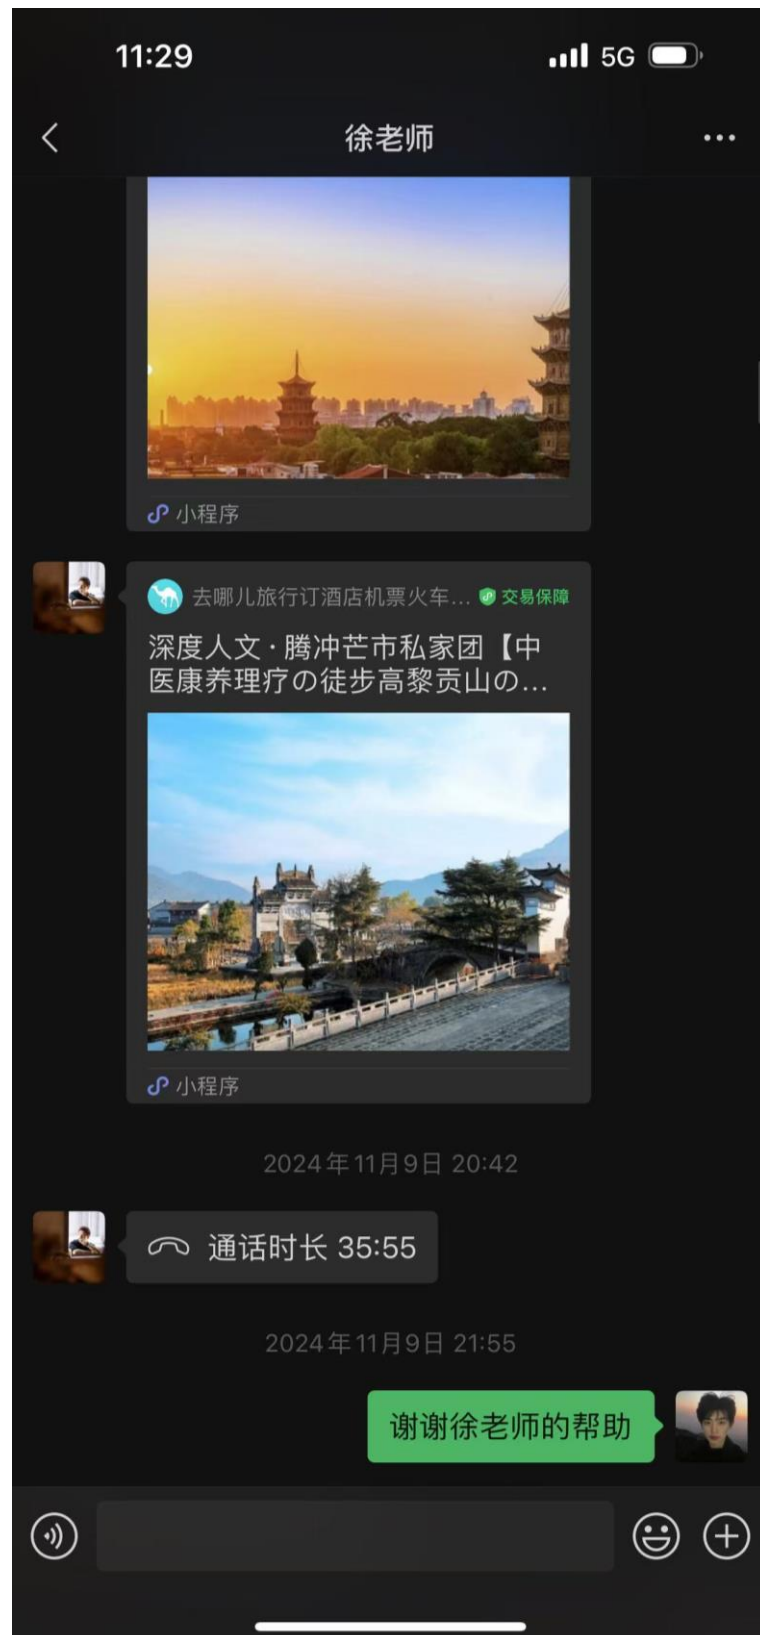 11:29
5G
徐老师
小程序
去哪儿旅行订酒店机票火车... 交易保障
深度人文·腾冲芒市私家团【中
医康养理疗の徒步高黎贡山の...
小程序
2024年11月9日 20:42
通话时长 35:55
2024年11月9日 21:55
谢谢徐老师的帮助